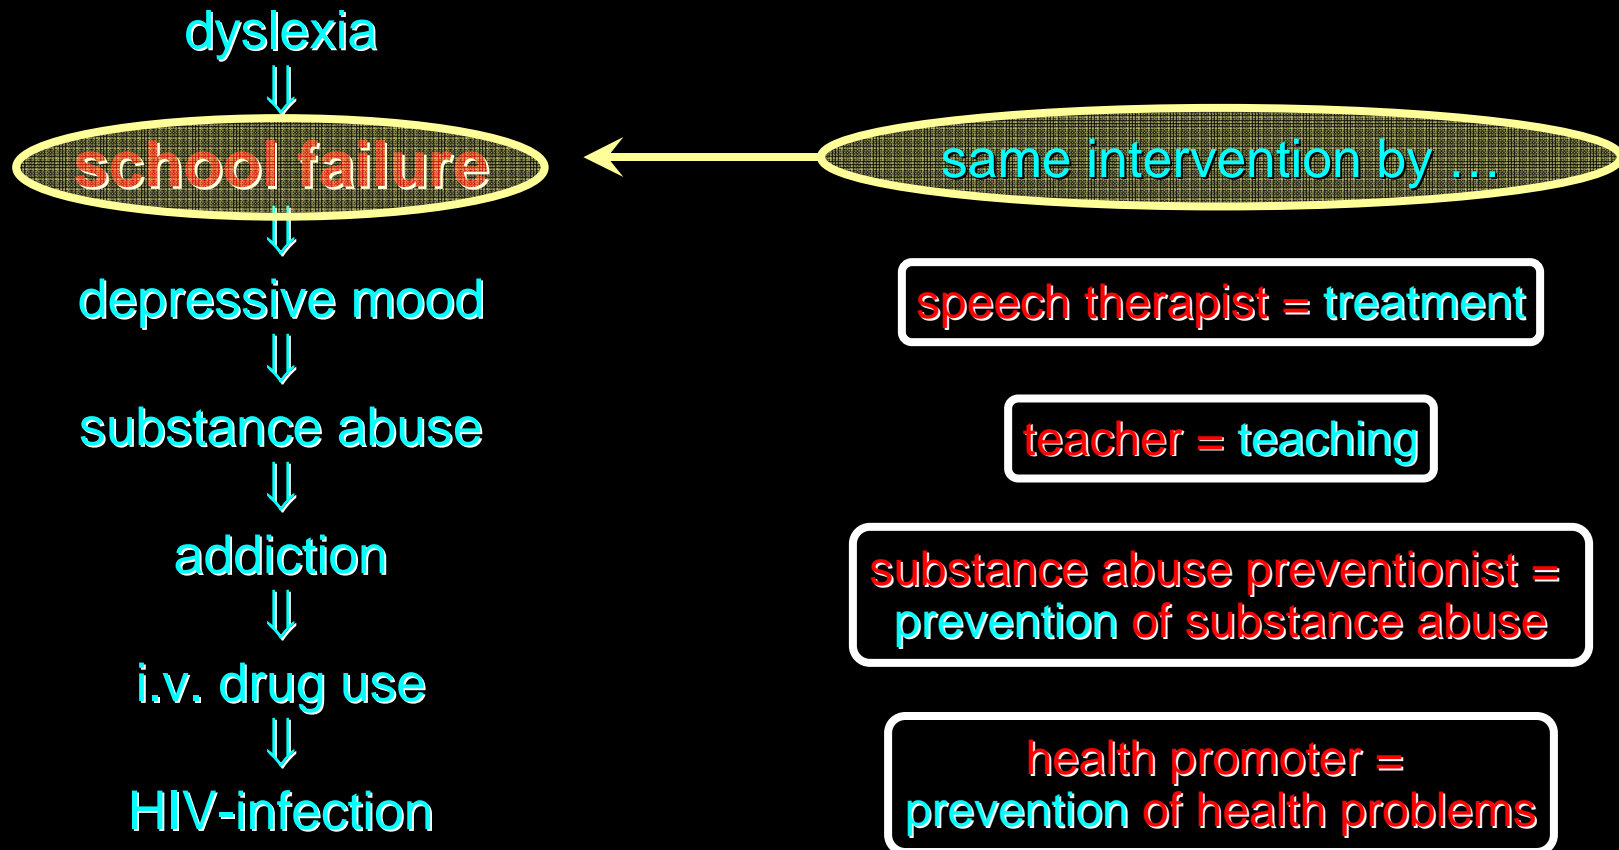 dyslexia
⇓
school failure
⇓
depressive mood
⇓
substance abuse
⇓
addiction
⇓
i.v. drug use
⇓
HIV-infection
same intervention by ...
speech therapist = treatment
teacher = teaching
substance abuse preventionist =
prevention of substance abuse
health promoter =
prevention of health problems